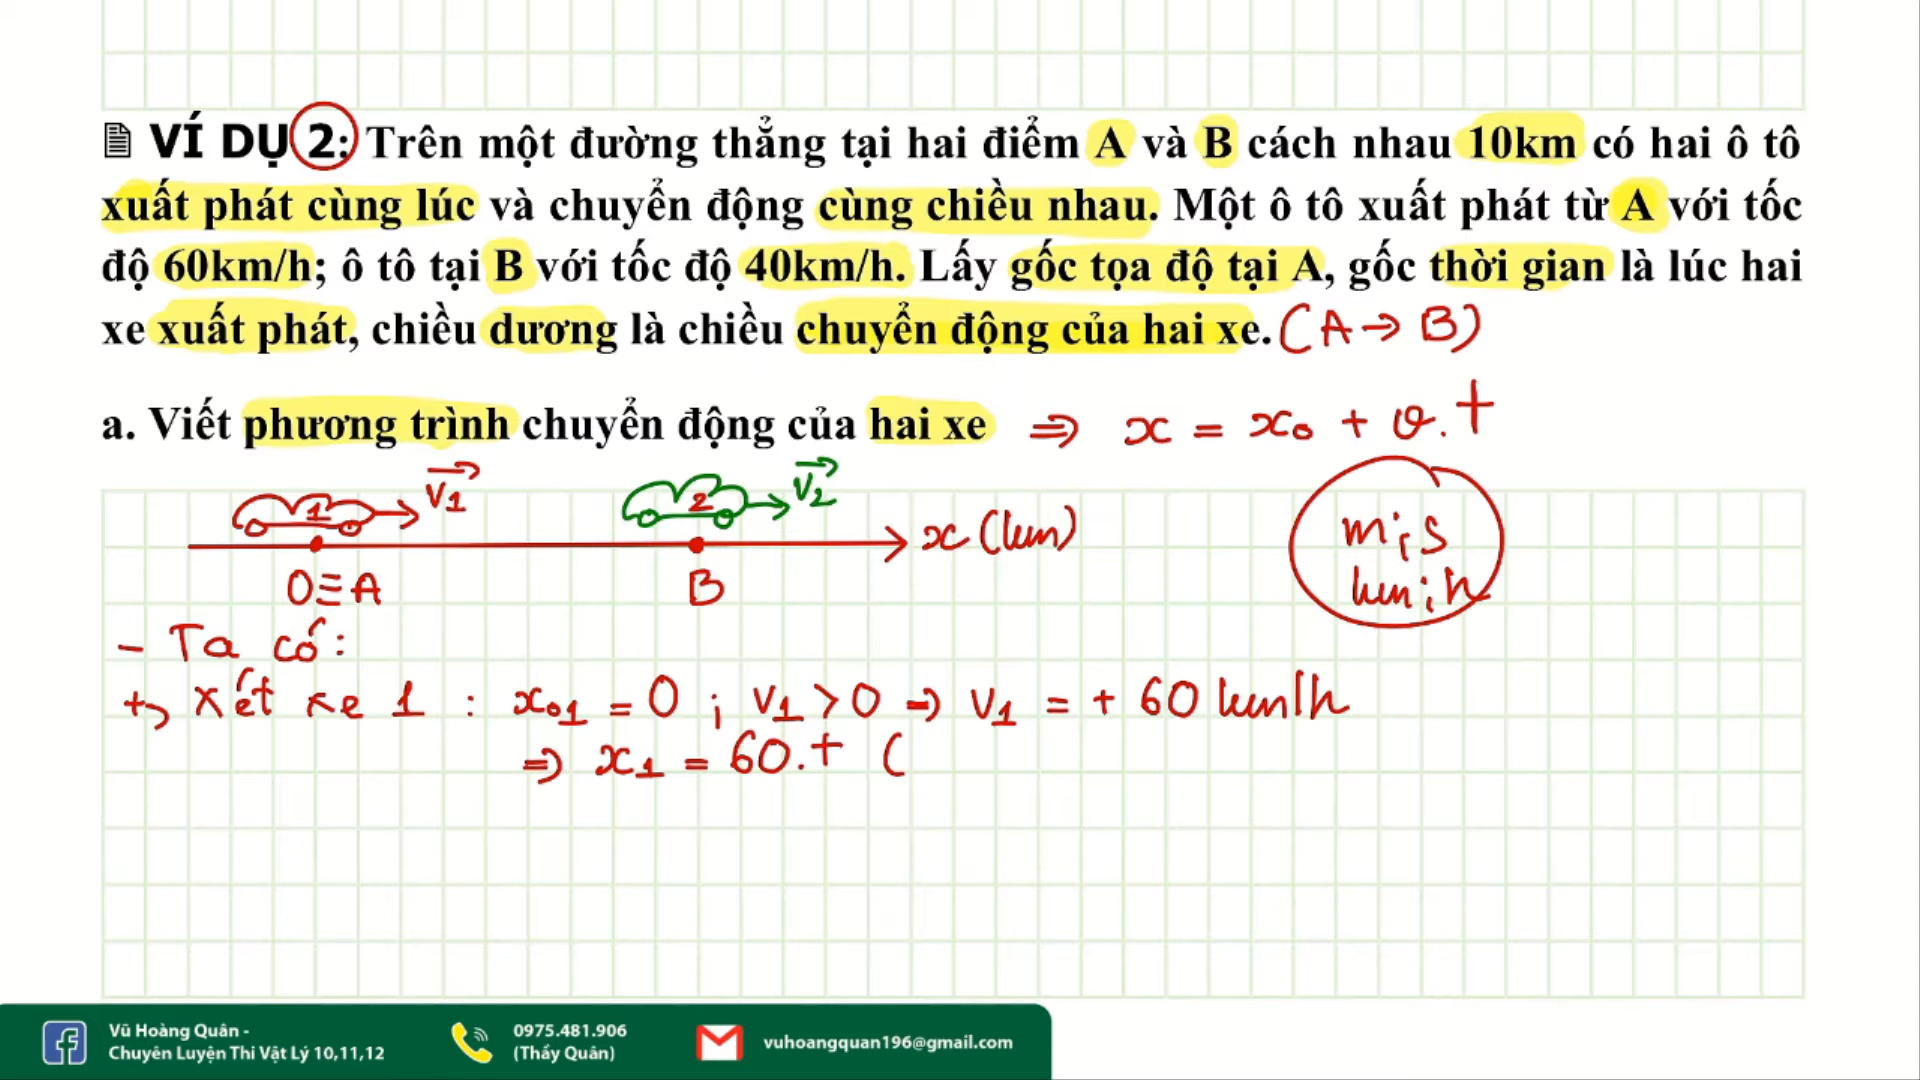 VÍ DỤ 2: Trên một đường thẳng tại hai điểm A và B cách nhau 10km có hai ô tô
xuất phát cùng lúc và chuyển động cùng chiều nhau. Một ô tô xuất phát từ A với tốc
độ 60km/h; ô tô tại B với tốc độ 40km/h. Lấy gốc tọa độ tại A, gốc thời gian là lúc hai
xe xuất phát, chiều dương là chiều chuyển động của hai xe. (A → B)
a. Viết phương trình chuyển động của hai xe ⇒ x = x₀ + v.t
1 v₁ 2 v₂
x (km)
m; s
km; h
O≡A B
- Ta có:
+, Xét xe 1 : x₀₁ = 0 ; v₁ > 0 ⇒ v₁ = + 60 km/h
⇒ x₁ = 60.t (
Vũ Hoàng Quân -
Chuyên Luyện Thi Vật Lý 10,11,12
0975.481.906
(Thầy Quân)
vuhoangquan196@gmail.com